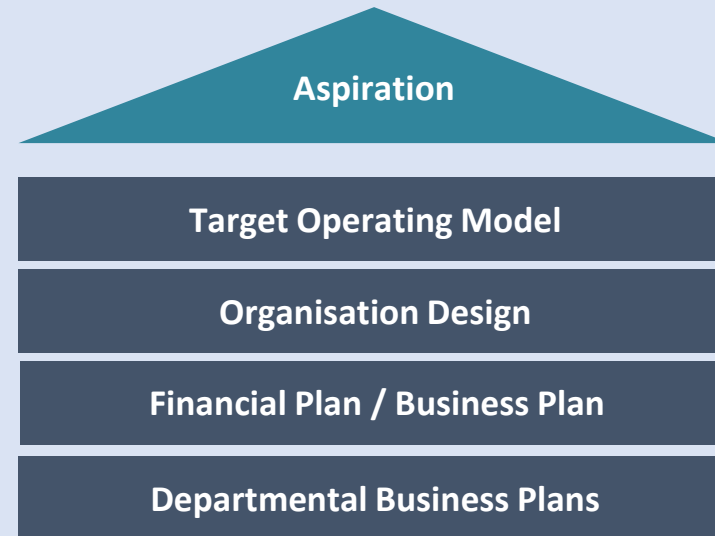 Aspiration
Target Operating Model
Organisation Design
Financial Plan / Business Plan
Departmental Business Plans